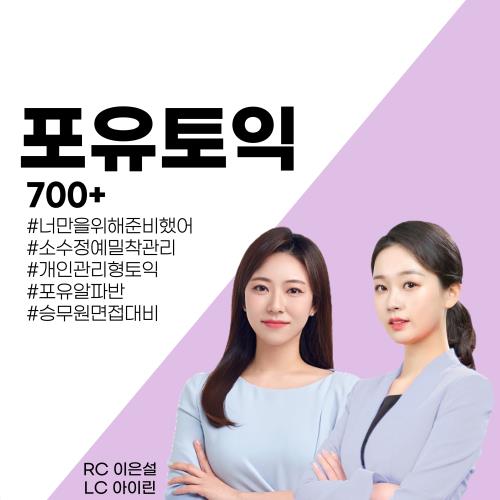 포유토익
700+
#너만을위해준비했어
#소수정예밀착관리
#개인관리형토익
#포유알파반
#승무원면접대비
RC 이은설
LC 아이린